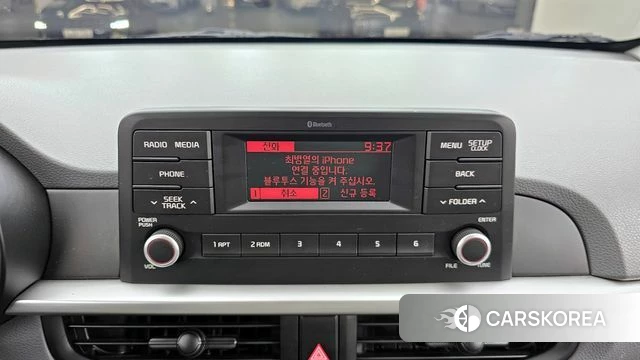 Bluetooth
RADIO MEDIA
PHONE
SEEK
TRACK
POWER
PUSH
VOL
전화 9:37
최범열의 iPhone
연결 중입니다.
블루투스 기능을 켜 주십시오.
1 취소 2 신규 등록
MENU SETUP
CLOCK
BACK
FOLDER
ENTER
FILE TUNE
1 RPT 2 RDM 3 4 5 6
CARSKOREA